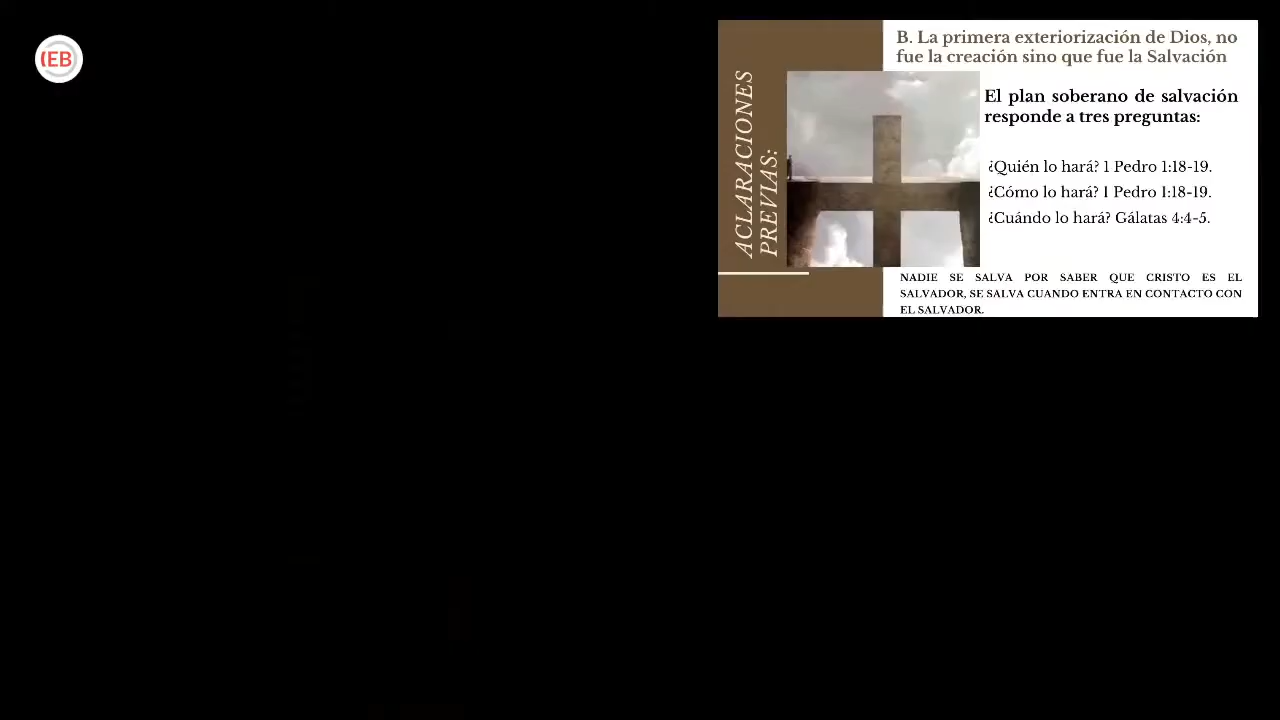 IEB
ACLARACIONES
PREVIAS:
B. La primera exteriorización de Dios, no
fue la creación sino que fue la Salvación
El plan soberano de salvación
responde a tres preguntas:
¿Quién lo hará? 1 Pedro 1:18-19.
¿Cómo lo hará? 1 Pedro 1:18-19.
¿Cuándo lo hará? Gálatas 4:4-5.
NADIE SE SALVA POR SABER QUE CRISTO ES EL
SALVADOR, SE SALVA CUANDO ENTRA EN CONTACTO CON
EL SALVADOR.